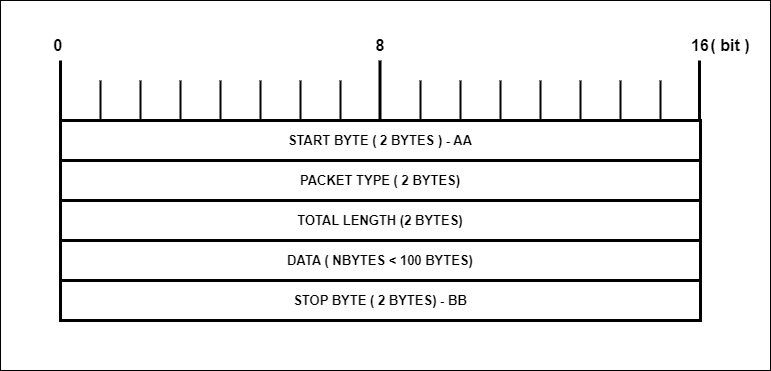 0 8 16 ( bit )
START BYTE ( 2 BYTES ) - AA
PACKET TYPE ( 2 BYTES)
TOTAL LENGTH (2 BYTES)
DATA ( NBYTES < 100 BYTES)
STOP BYTE ( 2 BYTES) - BB